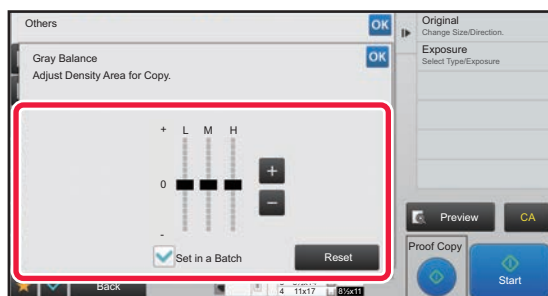 Others
OK
Gray Balance
OK
Adjust Density Area for Copy.
+ L M H
0
-
+
−
Set in a Batch
Reset
Back
4 11x17
8½x11
Original
Change Size/Direction.
Exposure
Select Type/Exposure
Preview
CA
Proof Copy
Start